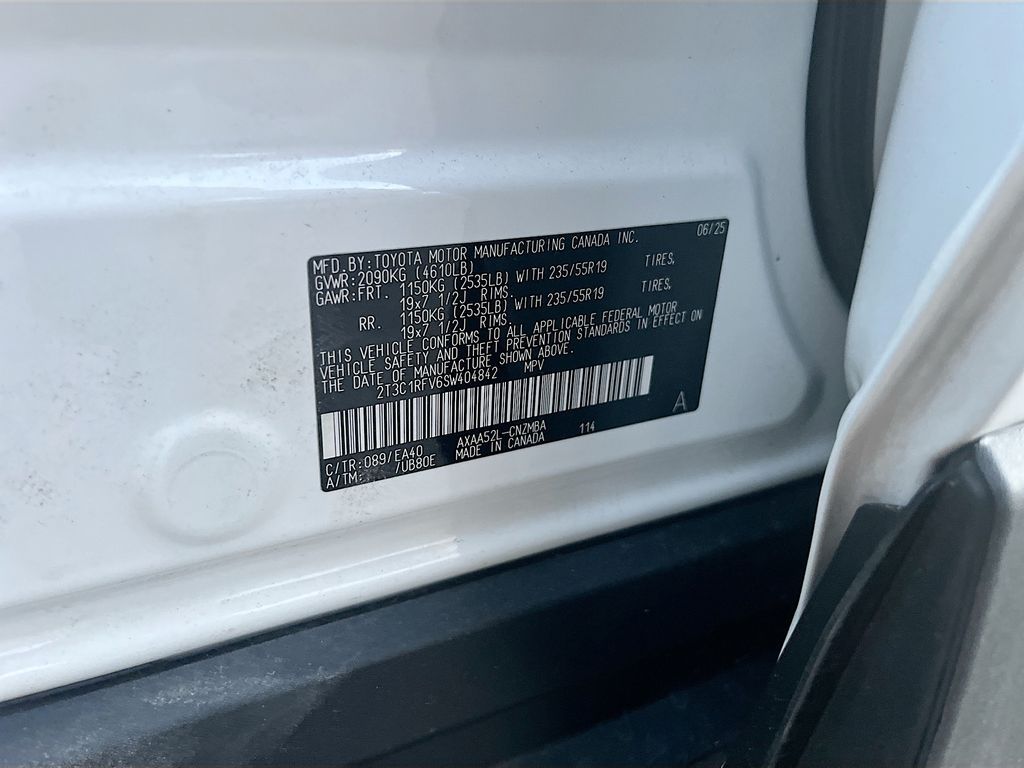 06/25
MFD.BY:TOYOTA MOTOR MANUFACTURING CANADA INC.
GVWR:2090KG (4610LB)
GAWR:FRT. 1150KG (2535LB) WITH 235/55R19 TIRES,
19x7 1/2J RIMS.
RR. 1150KG (2535LB) WITH 235/55R19 TIRES,
19x7 1/2J RIMS.
THIS VEHICLE CONFORMS TO ALL APPLICABLE FEDERAL MOTOR
VEHICLE SAFETY AND THEFT PREVENTION STANDARDS IN EFFECT ON
THE DATE OF MANUFACTURE SHOWN ABOVE.
2T3C1RFV6SW404842 MPV
A
C/TR:089/EA40 AXAA52L-CNZMBA 114
A/TM: /UB80E MADE IN CANADA